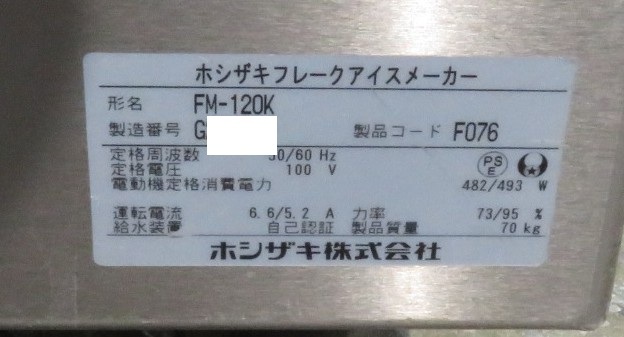 ホシザキフレークアイスメーカー
形名 FM-120K
製造番号 G 製品コード F076
定格周波数 50/60 Hz
定格電圧 100 V
PS E
電動機定格消費電力 482/493 W
運転電流 6.6/5.2 A 力率 73/95 %
給水装置 自己認証 製品質量 70 kg
ホシザキ株式会社